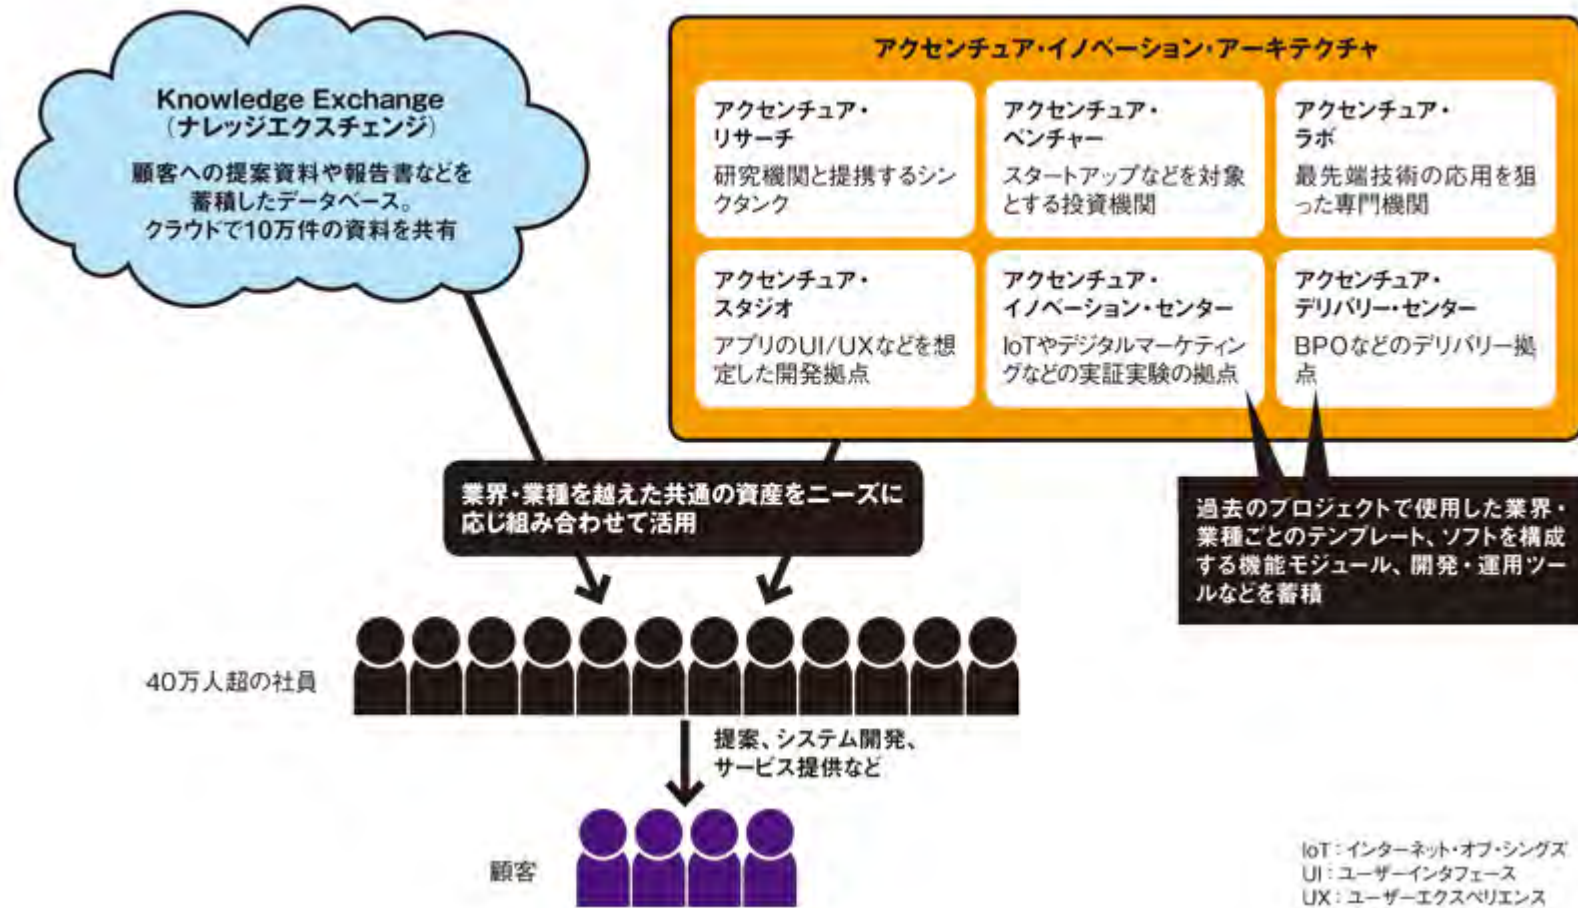 Knowledge Exchange
（ナレッジエクスチェンジ）
顧客への提案資料や報告書などを
蓄積したデータベース。
クラウドで10万件の資料を共有
アクセンチュア・イノベーション・アーキテクチャ
アクセンチュア・
リサーチ
研究機関と提携するシン
クタンク
アクセンチュア・
ベンチャー
スタートアップなどを対象
とする投資機関
アクセンチュア・
ラボ
最先端技術の応用を狙
った専門機関
アクセンチュア・
スタジオ
アプリのUI/UXなどを想
定した開発拠点
アクセンチュア・
イノベーション・センター
IoTやデジタルマーケティン
グなどの実証実験の拠点
アクセンチュア・
デリバリー・センター
BPOなどのデリバリー拠
点
業界・業種を越えた共通の資産をニーズに
応じ組み合わせて活用
過去のプロジェクトで使用した業界・
業種ごとのテンプレート、ソフトを構成
する機能モジュール、開発・運用ツー
ルなどを蓄積
40万人超の社員
提案、システム開発、
サービス提供など
顧客
IoT：インターネット・オブ・シングズ
UI：ユーザーインタフェース
UX：ユーザーエクスペリエンス